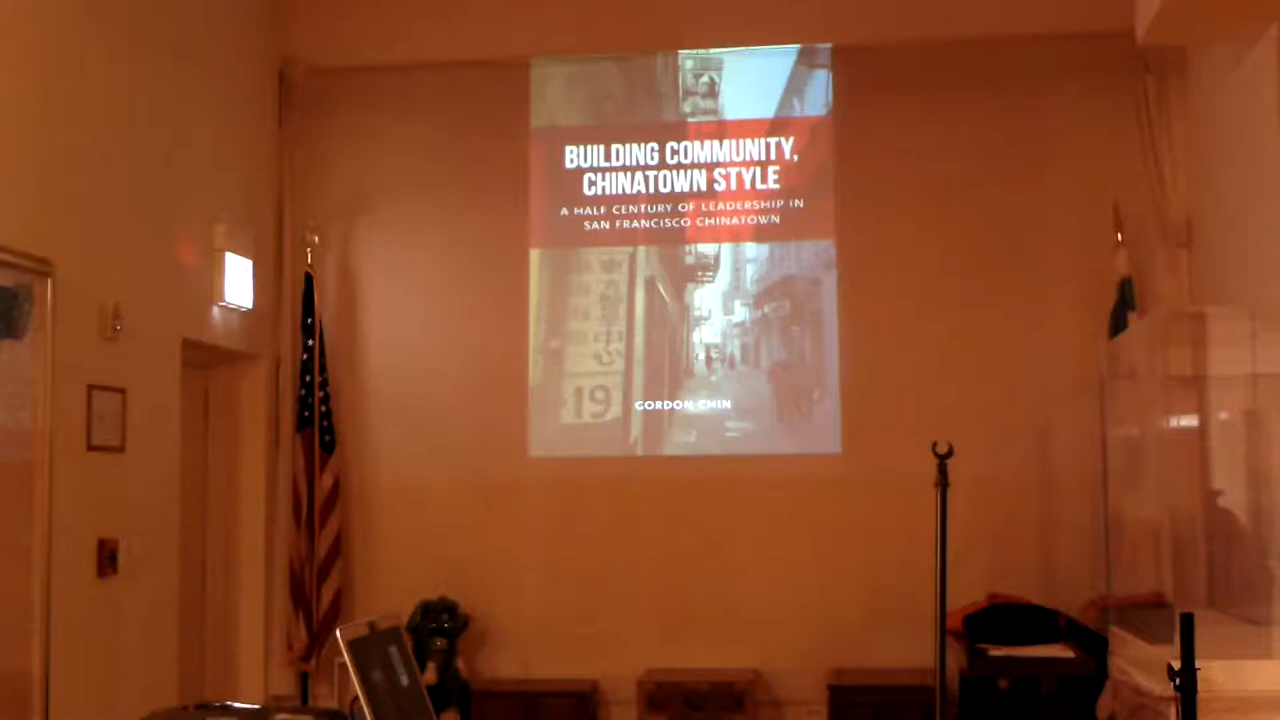 BUILDING COMMUNITY,
CHINATOWN STYLE
A HALF CENTURY OF LEADERSHIP IN
SAN FRANCISCO CHINATOWN
19
GORDON CHIN